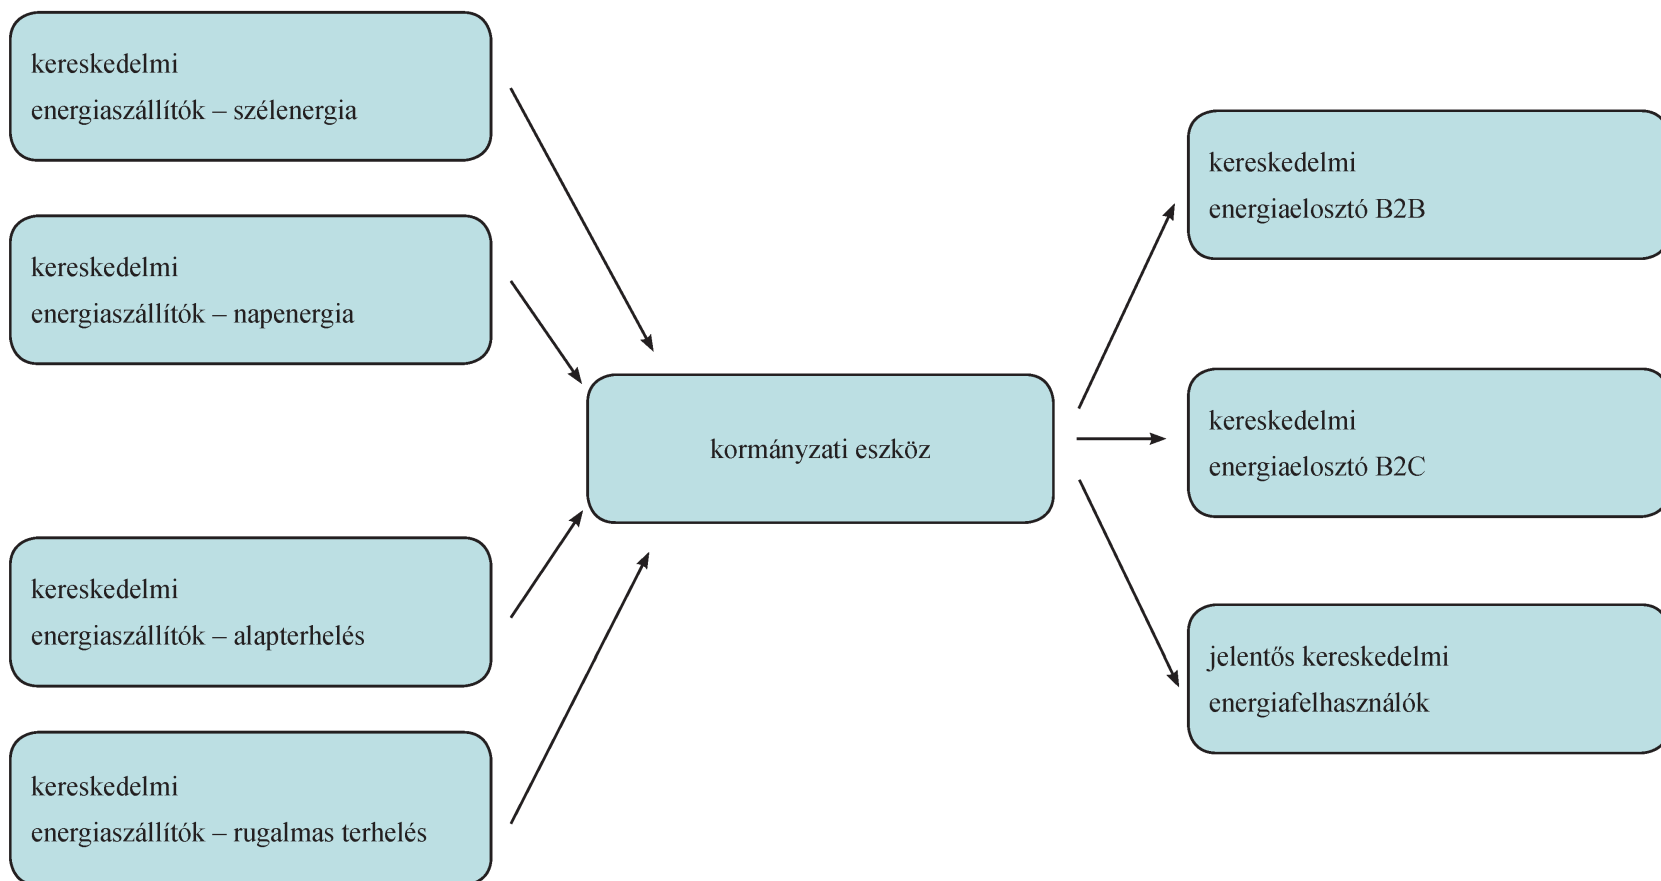 kereskedelmi
energiaszállítók – szélenergia
kereskedelmi
energiaszállítók – napenergia
kereskedelmi
energiaszállítók – alapterhelés
kereskedelmi
energiaszállítók – rugalmas terhelés
kormányzati eszköz
kereskedelmi
energiaelosztó B2B
kereskedelmi
energiaelosztó B2C
jelentős kereskedelmi
energiafelhasználók